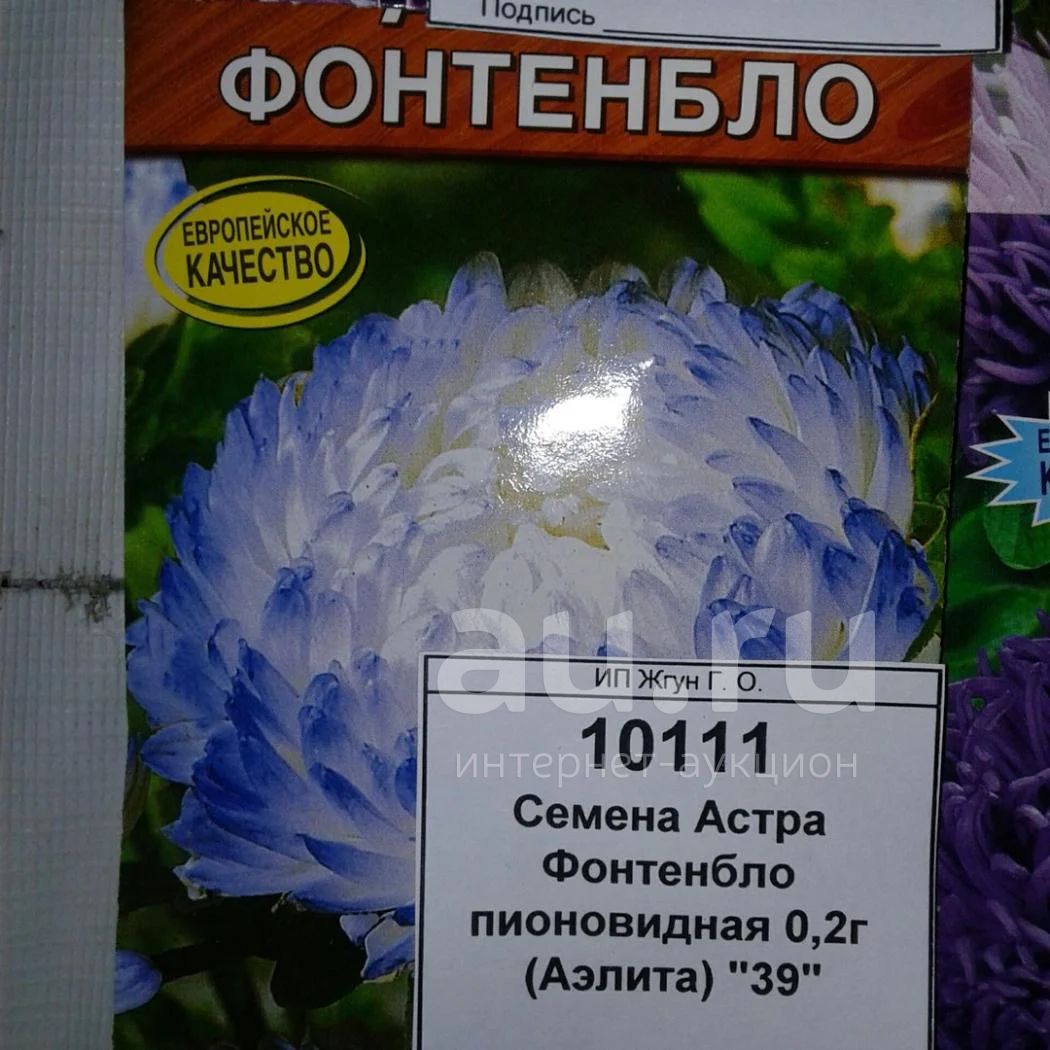 Подпись
ФОНТЕНБЛО
ЕВРОПЕЙСКОЕ
КАЧЕСТВО
au.ru
ИП Жгун Г. О.
10111
интернет-аукцион
Семена Астра
Фонтенбло
пионовидная 0,2г
(Аэлита) "39"